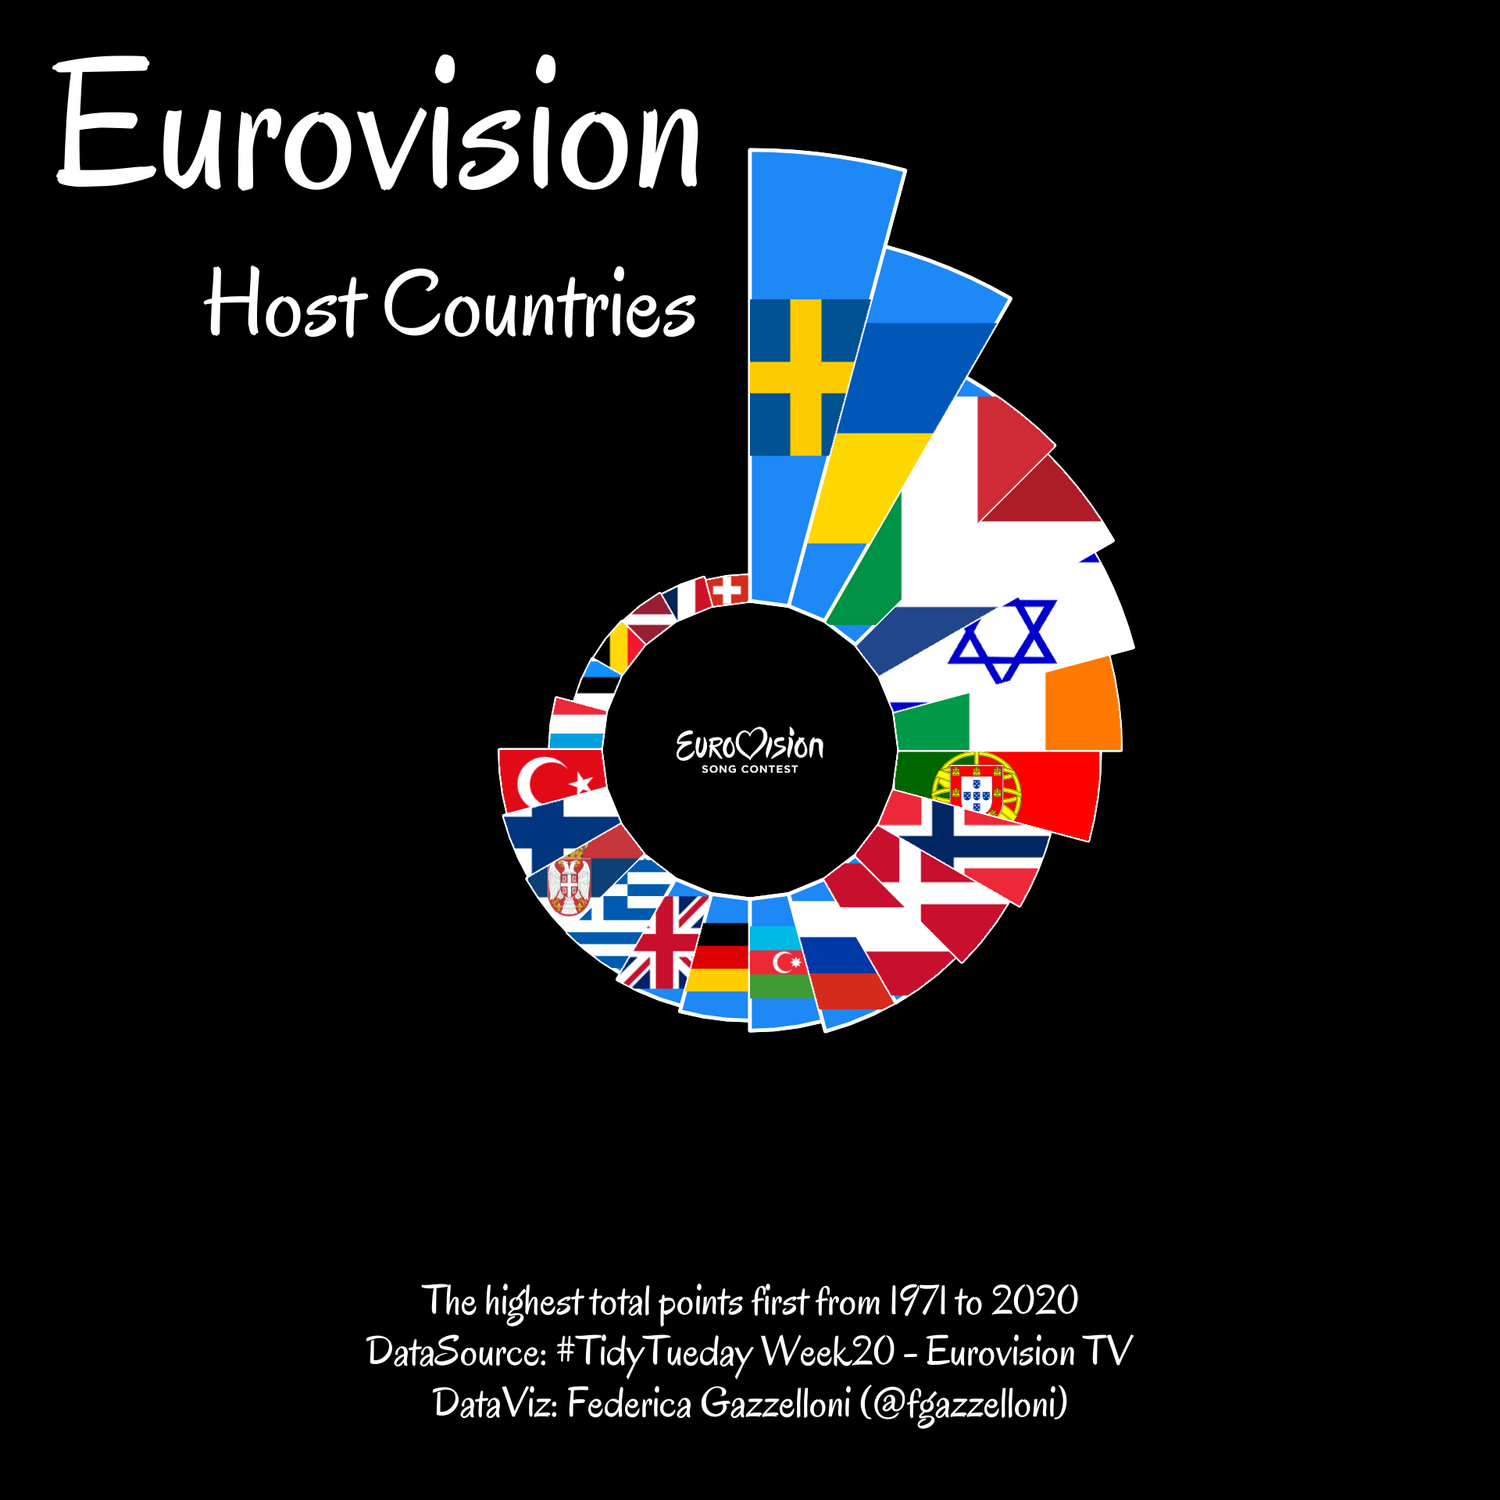 Eurovision
Host Countries
EUROVISION
SONG CONTEST
The highest total points first from 1971 to 2020
DataSource: #TidyTueday Week20 - Eurovision TV
DataViz: Federica Gazzelloni (@fgazzelloni)